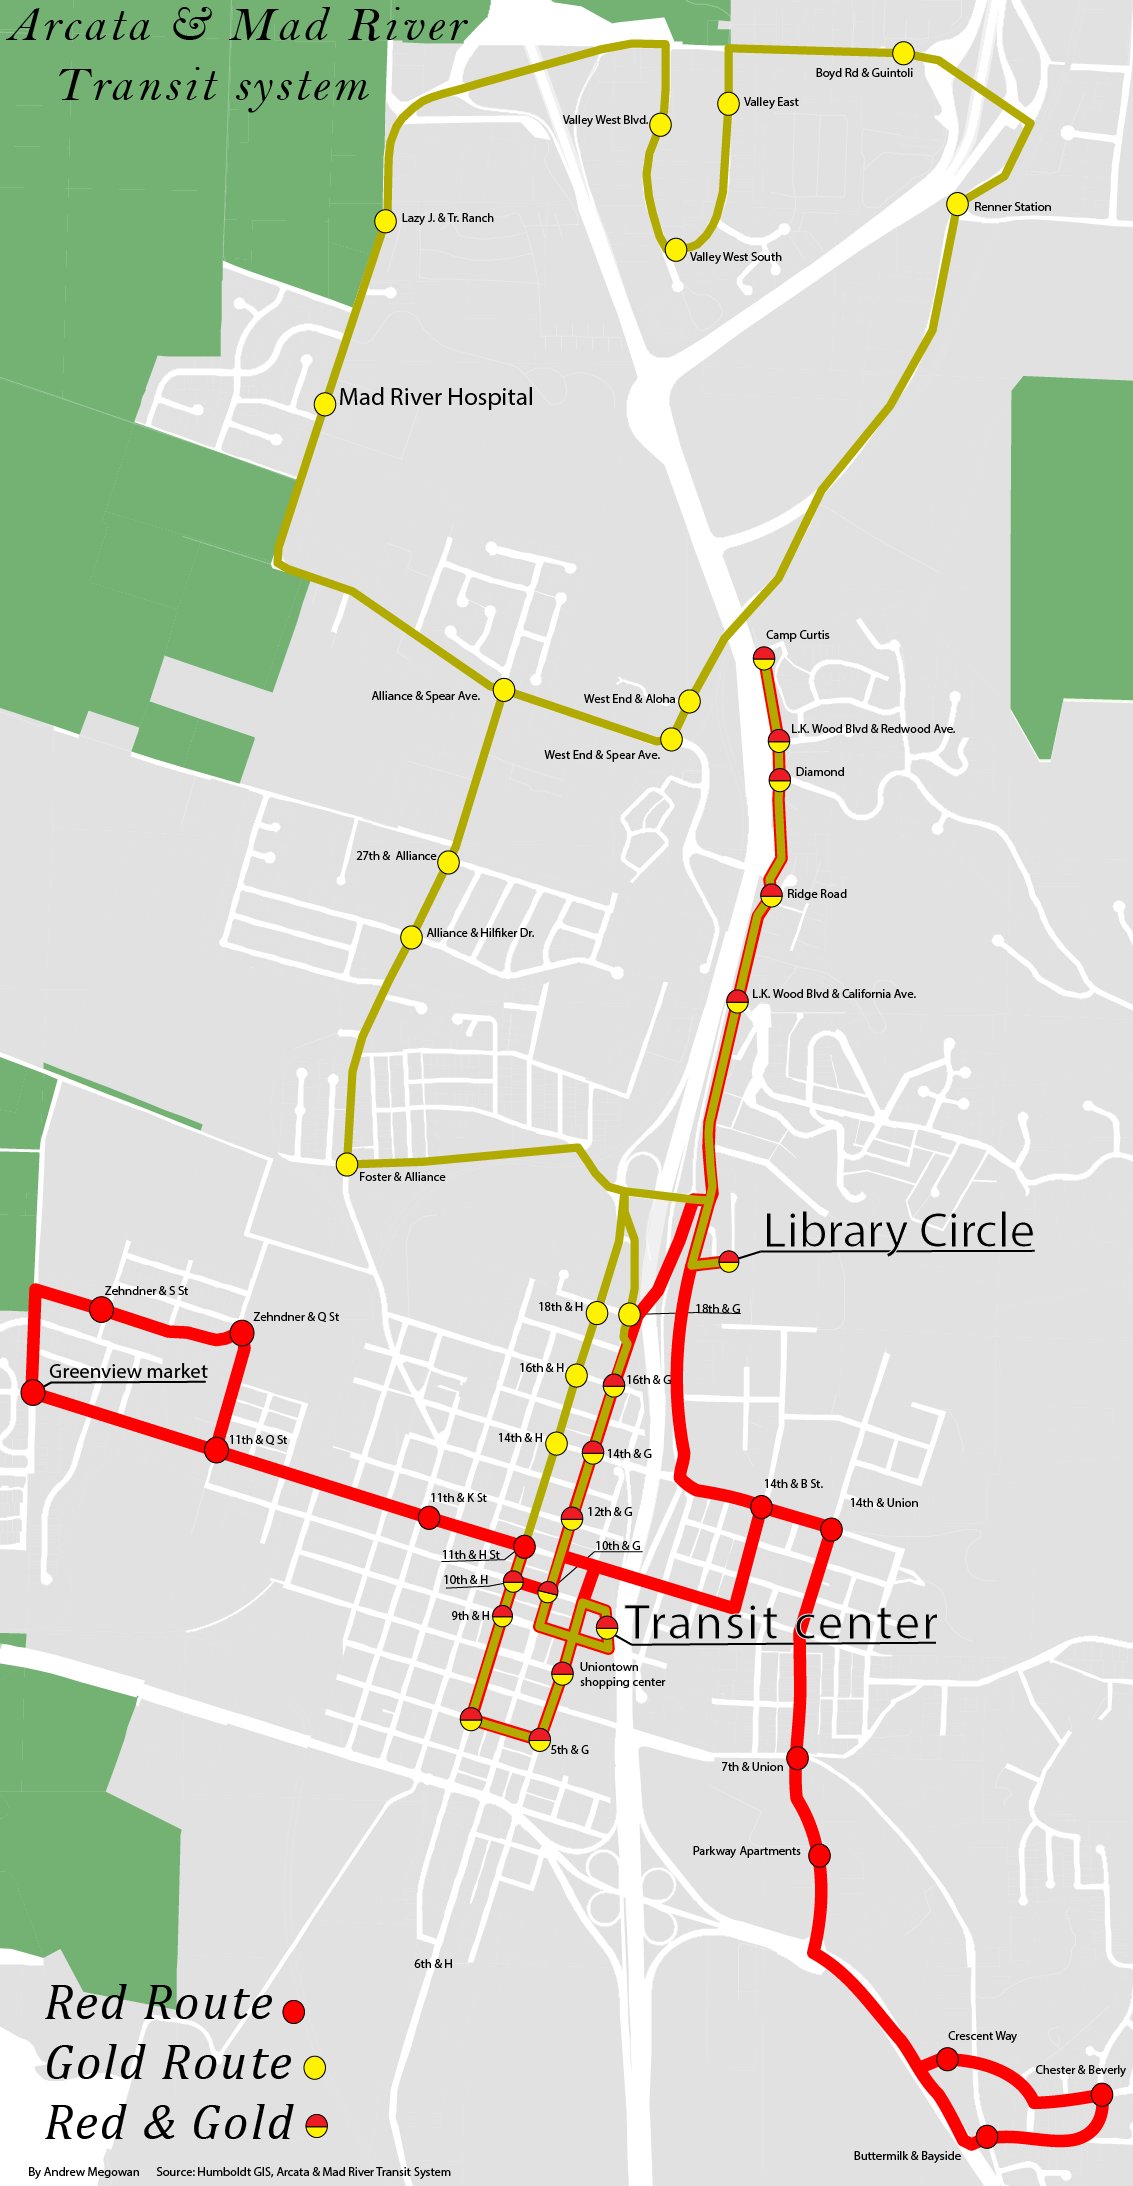 Arcata & Mad River
Transit system
Boyd Rd & Guintoli
Valley East
Valley West Blvd.
Renner Station
Lazy J. & Tr. Ranch
Valley West South
Mad River Hospital
Camp Curtis
Alliance & Spear Ave.
West End & Aloha
L.K. Wood Blvd & Redwood Ave.
West End & Spear Ave.
Diamond
27th & Alliance
Ridge Road
Alliance & Hilfiker Dr.
L.K. Wood Blvd & California Ave.
Foster & Alliance
Library Circle
Zehndner & S St
18th & H
18th & G
Zehndner & Q St
Greenview market
16th & H
16th & G
11th & Q St
14th & H
14th & G
14th & B St.
11th & K St
14th & Union
12th & G
11th & H St
10th & G
10th & H
9th & H
Transit center
Uniontown
shopping center
5th & G
7th & Union
Parkway Apartments
6th & H
Red Route
Gold Route
Red & Gold
Crescent Way
Chester & Beverly
Buttermilk & Bayside
By Andrew Megowan Source: Humboldt GIS, Arcata & Mad River Transit System